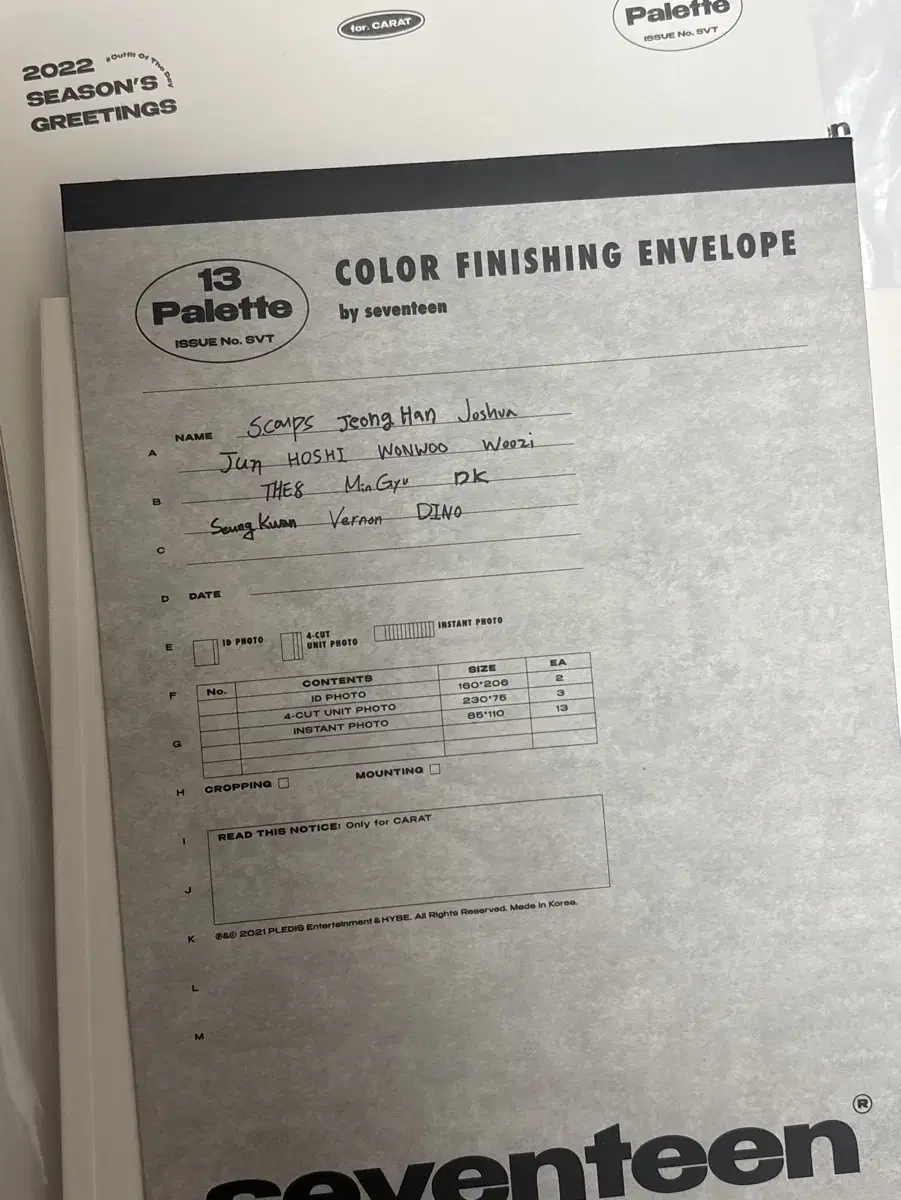 for. CARAT
Palette
ISSUE No. SVT
2022
#Outfit Of The Day
SEASON'S
GREETINGS
en
13
Palette
ISSUE No. SVT
COLOR FINISHING ENVELOPE
by seventeen
NAME S.coups JeongHan Joshua
A
Jun HOSHI WONWOO Woozi
B
THE8 MinGyu DK
SeungKwan Vernon DINO
C
D DATE
E ID PHOTO 4-CUT UNIT PHOTO INSTANT PHOTO
F No. CONTENTS SIZE EA
ID PHOTO 160*206 2
4-CUT UNIT PHOTO 230*76 3
G INSTANT PHOTO 85*110 13
H CROPPING MOUNTING
I READ THIS NOTICE: Only for CARAT
J
K ℗&© 2021 PLEDIS Entertainment & HYBE. All Rights Reserved. Made in Korea.
L
M
seventeen®